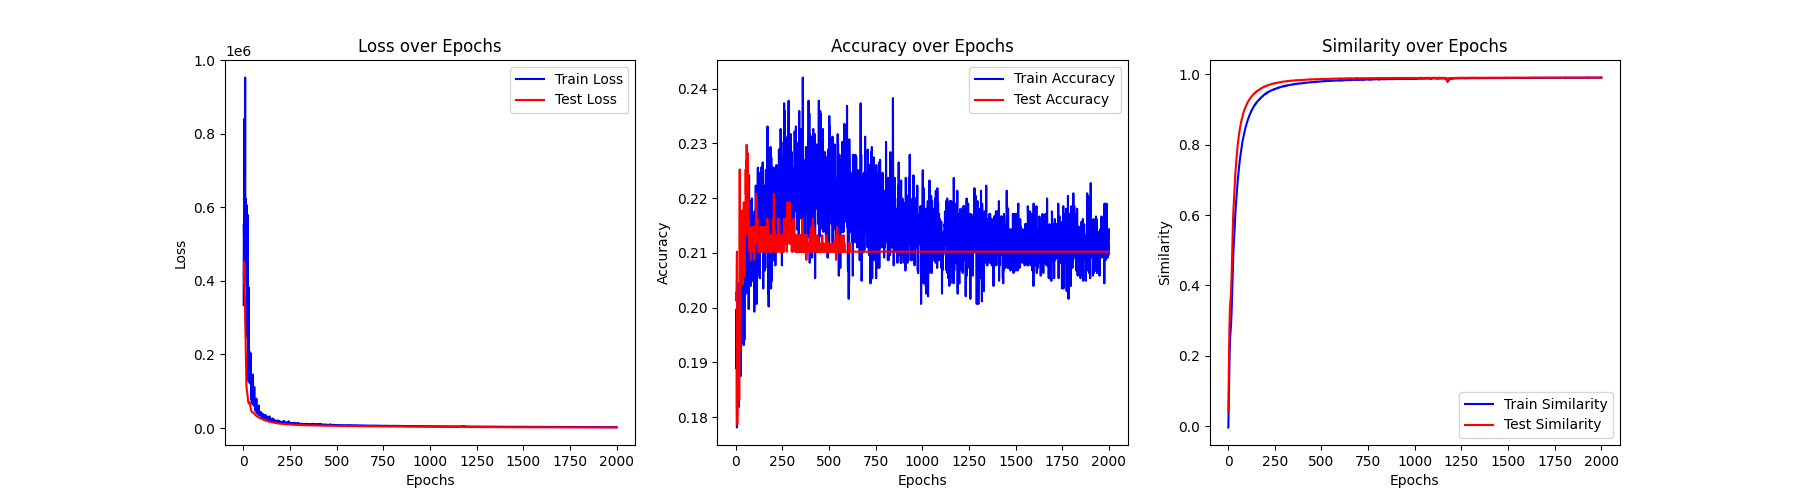 Loss over Epochs
1e6
Loss
1.0
0.8
0.6
0.4
0.2
0.0
Train Loss
Test Loss
0 250 500 750 1000 1250 1500 1750 2000
Epochs
Accuracy over Epochs
Accuracy
0.24
0.23
0.22
0.21
0.20
0.19
0.18
Train Accuracy
Test Accuracy
0 250 500 750 1000 1250 1500 1750 2000
Epochs
Similarity over Epochs
Similarity
1.0
0.8
0.6
0.4
0.2
0.0
Train Similarity
Test Similarity
0 250 500 750 1000 1250 1500 1750 2000
Epochs